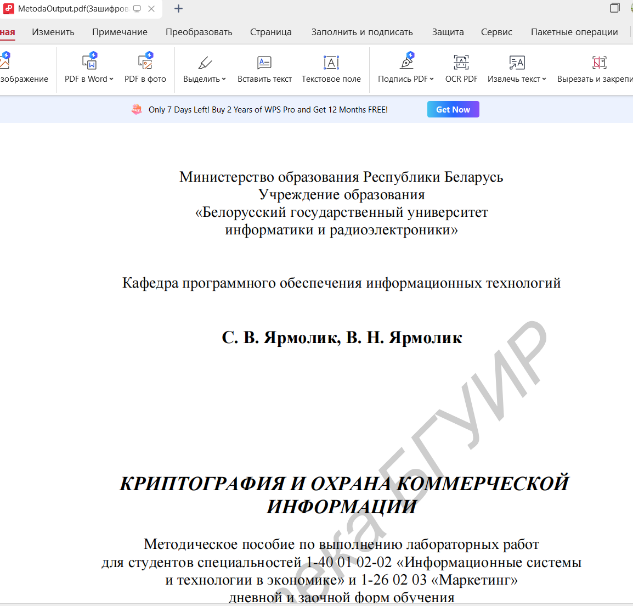 MetodaOutput.pdf(Зашифров
ная Изменить Примечание Преобразовать Страница Заполнить и подписать Защита Сервис Пакетные операции
зображение PDF в Word PDF в фото Выделить Вставить текст Текстовое поле Подпись PDF OCR PDF Извлечь текст Вырезать и закрепи
Only 7 Days Left! Buy 2 Years of WPS Pro and Get 12 Months FREE! Get Now
Министерство образования Республики Беларусь
Учреждение образования
«Белорусский государственный университет
информатики и радиоэлектроники»
Кафедра программного обеспечения информационных технологий
С. В. Ярмолик, В. Н. Ярмолик
ека БГУИР
КРИПТОГРАФИЯ И ОХРАНА КОММЕРЧЕСКОЙ
ИНФОРМАЦИИ
Методическое пособие по выполнению лабораторных работ
для студентов специальностей 1-40 01 02-02 «Информационные системы
и технологии в экономике» и 1-26 02 03 «Маркетинг»
дневной и заочной форм обучения